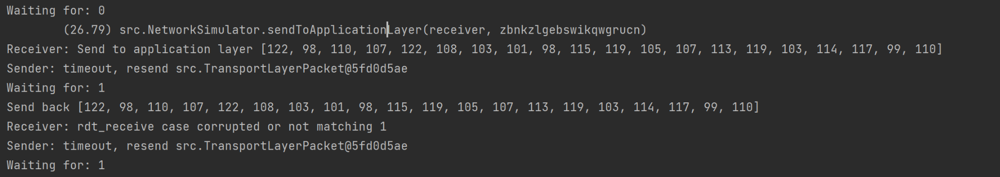 Waiting for: 0
(26.79) src.NetworkSimulator.sendToApplicationLayer(receiver, zbnkzlgebswikqwgrucn)
Receiver: Send to application layer [122, 98, 110, 107, 122, 108, 103, 101, 98, 115, 119, 105, 107, 113, 119, 103, 114, 117, 99, 110]
Sender: timeout, resend src.TransportLayerPacket@5fd0d5ae
Waiting for: 1
Send back [122, 98, 110, 107, 122, 108, 103, 101, 98, 115, 119, 105, 107, 113, 119, 103, 114, 117, 99, 110]
Receiver: rdt_receive case corrupted or not matching 1
Sender: timeout, resend src.TransportLayerPacket@5fd0d5ae
Waiting for: 1